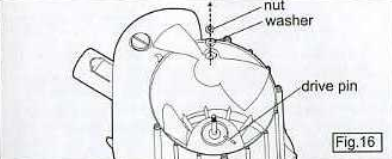 nut
washer
drive pin
Fig.16